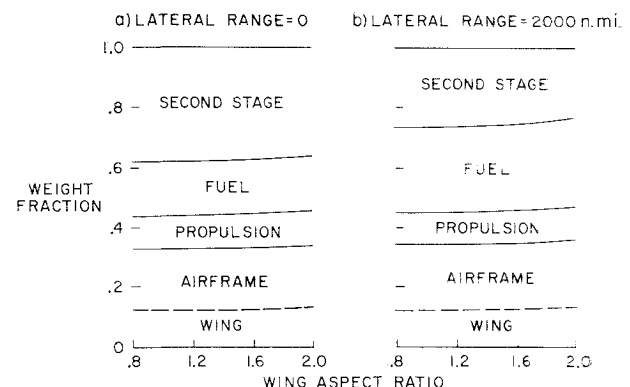 a) LATERAL RANGE=0
b) LATERAL RANGE=2000 n.mi.
1.0
.8
.6
.4
.2
0
WEIGHT
FRACTION
SECOND STAGE
FUEL
PROPULSION
AIRFRAME
WING
SECOND STAGE
FUEL
PROPULSION
AIRFRAME
WING
.8
1.2
1.6
2.0
.8
1.2
1.6
2.0
WING ASPECT RATIO